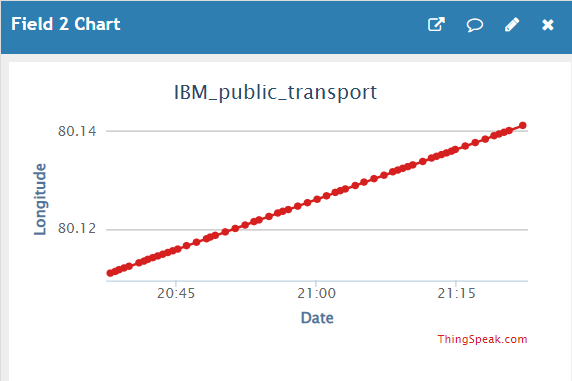 Field 2 Chart
IBM_public_transport
80.14
80.12
Longitude
20:45 21:00 21:15
Date
ThingSpeak.com